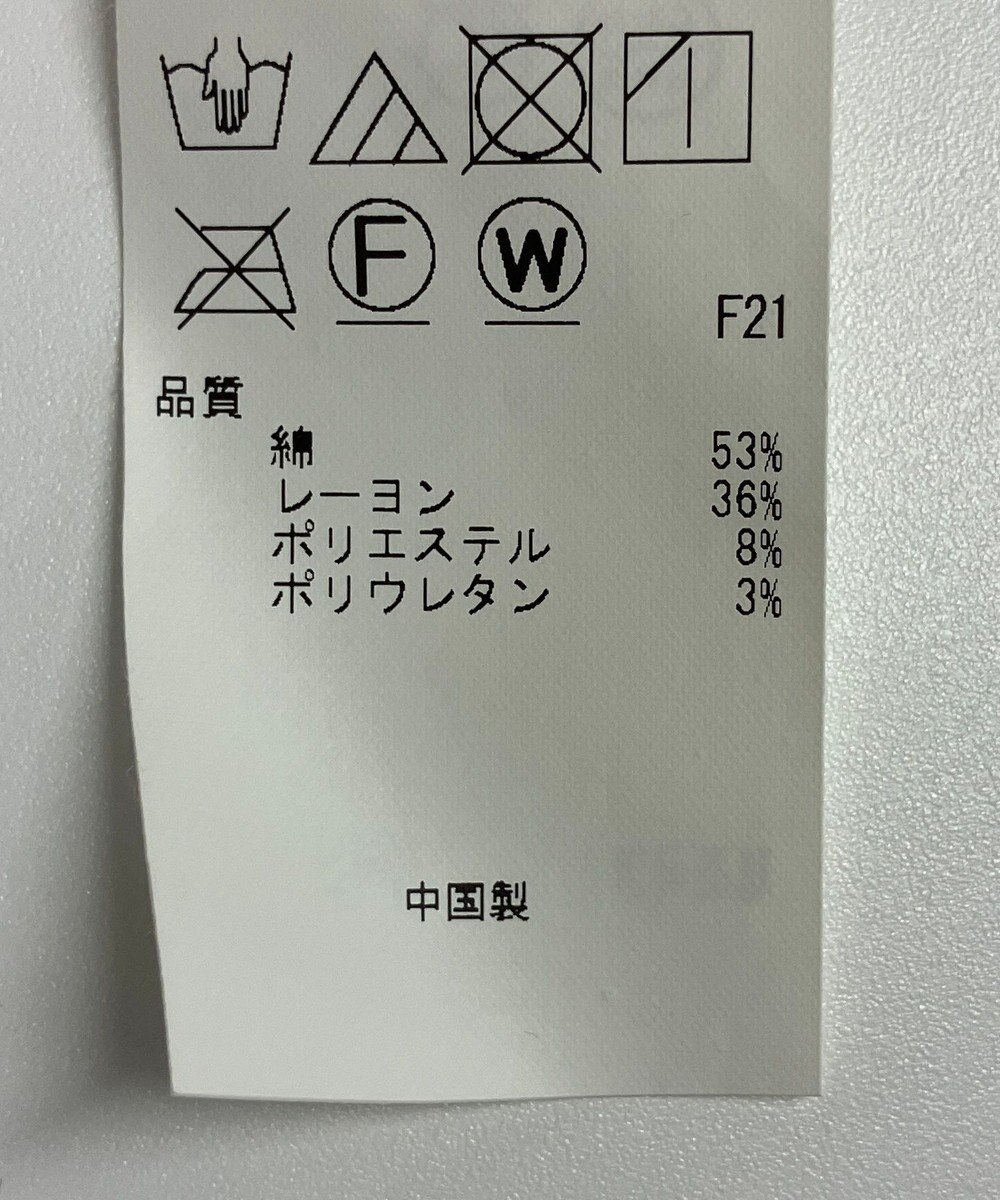 F W
F21
品質
綿 53%
レーヨン 36%
ポリエステル 8%
ポリウレタン 3%
中国製